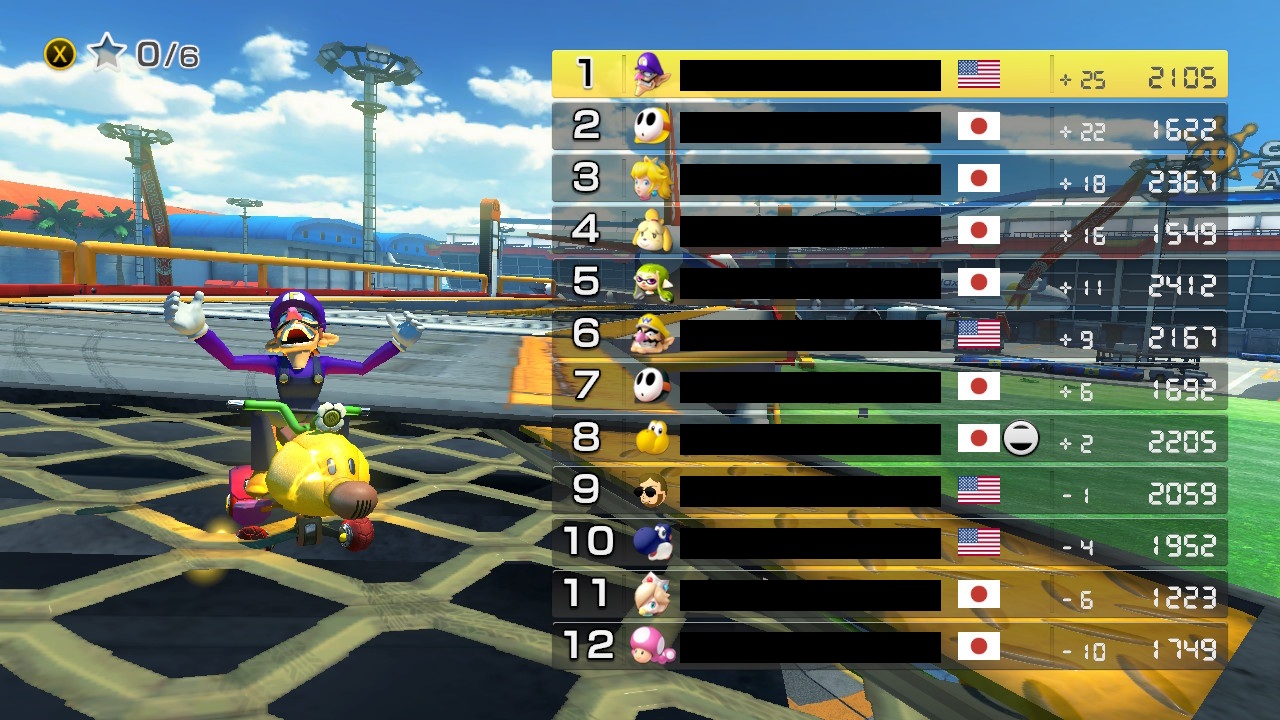 X 0/6
1 + 25 2105
2 + 22 1622
3 + 18 2367
4 + 16 1549
5 + 11 2412
6 + 9 2167
7 + 6 1692
8 + 2 2205
9 - 1 2059
10 - 4 1952
11 - 6 1223
12 - 10 1749